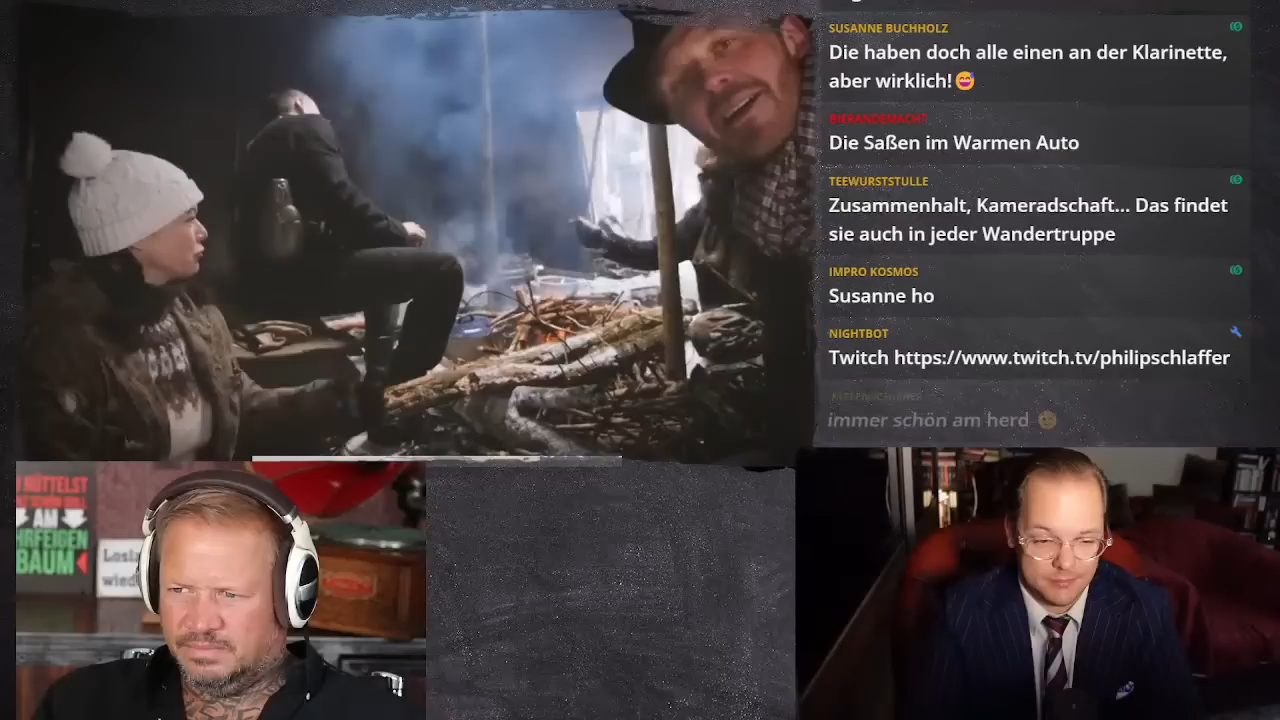 SUSANNE BUCHHOLZ
Die haben doch alle einen an der Klarinette,
aber wirklich!😅
BIERANDEMACHT
Die Saßen im Warmen Auto
TEEWURSTSTULLE
Zusammenhalt, Kameradschaft... Das findet
sie auch in jeder Wandertruppe
IMPRO KOSMOS
Susanne ho
NIGHTBOT
Twitch https://www.twitch.tv/philipschlaffer
immer schön am herd 😉
AM
BAUM